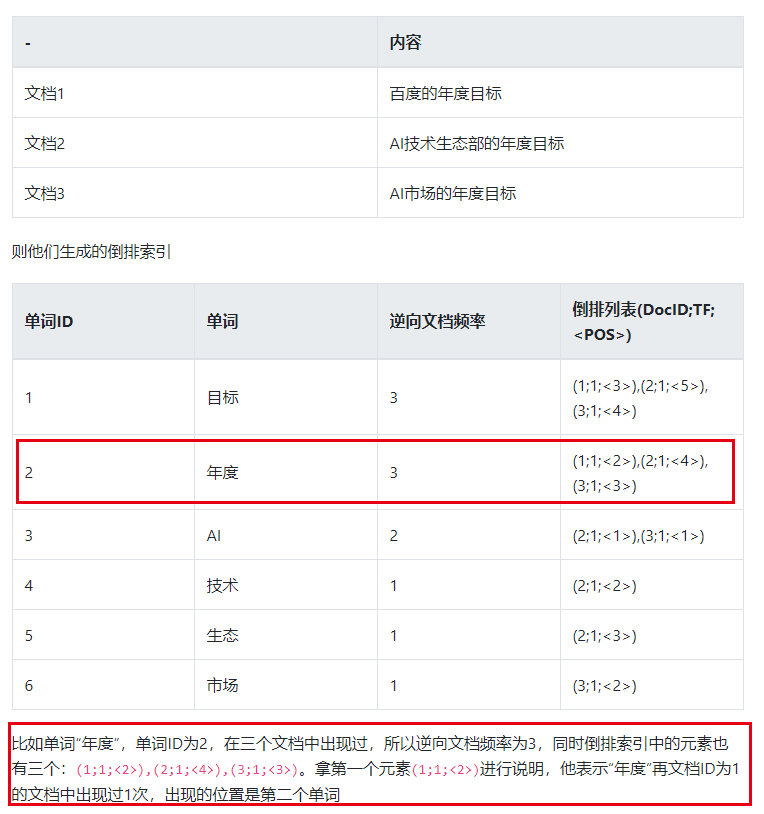 - 内容
文档1 百度的年度目标
文档2 AI技术生态部的年度目标
文档3 AI市场的年度目标
则他们生成的倒排索引
单词ID 单词 逆向文档频率 倒排列表(DocID;TF;
<POS>)
1 目标 3 (1;1;<3>),(2;1;<5>),
(3;1;<4>)
2 年度 3 (1;1;<2>),(2;1;<4>),
(3;1;<3>)
3 AI 2 (2;1;<1>),(3;1;<1>)
4 技术 1 (2;1;<2>)
5 生态 1 (2;1;<3>)
6 市场 1 (3;1;<2>)
比如单词“年度”，单词ID为2，在三个文档中出现过，所以逆向文档频率为3，同时倒排索引中的元素也
有三个：(1;1;<2>),(2;1;<4>),(3;1;<3>)。拿第一个元素(1;1;<2>)进行说明，他表示“年度”再文档ID为1
的文档中出现过1次，出现的位置是第二个单词